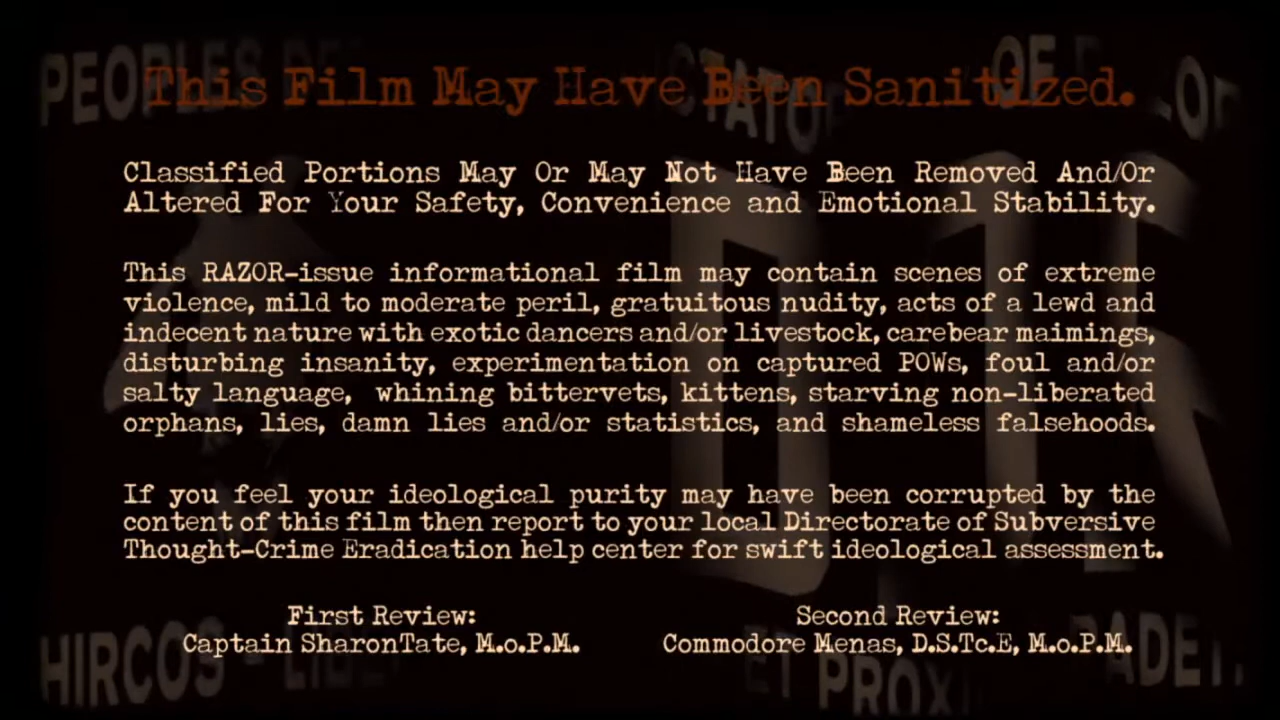 This Film May Have Been Sanitized.
Classified Portions May Or May Not Have Been Removed And/Or
Altered For Your Safety, Convenience and Emotional Stability.
This RAZOR-issue informational film may contain scenes of extreme
violence, mild to moderate peril, gratuitous nudity, acts of a lewd and
indecent nature with exotic dancers and/or livestock, carebear maimings,
disturbing insanity, experimentation on captured POWs, foul and/or
salty language, whining bittervets, kittens, starving non-liberated
orphans, lies, damn lies and/or statistics, and shameless falsehoods.
If you feel your ideological purity may have been corrupted by the
content of this film then report to your local Directorate of Subversive
Thought-Crime Eradication help center for swift ideological assessment.
First Review:
Captain SharonTate, M.o.P.M.
Second Review:
Commodore Menas, D.S.Tc.E, M.o.P.M.
HIRCOS -
ET